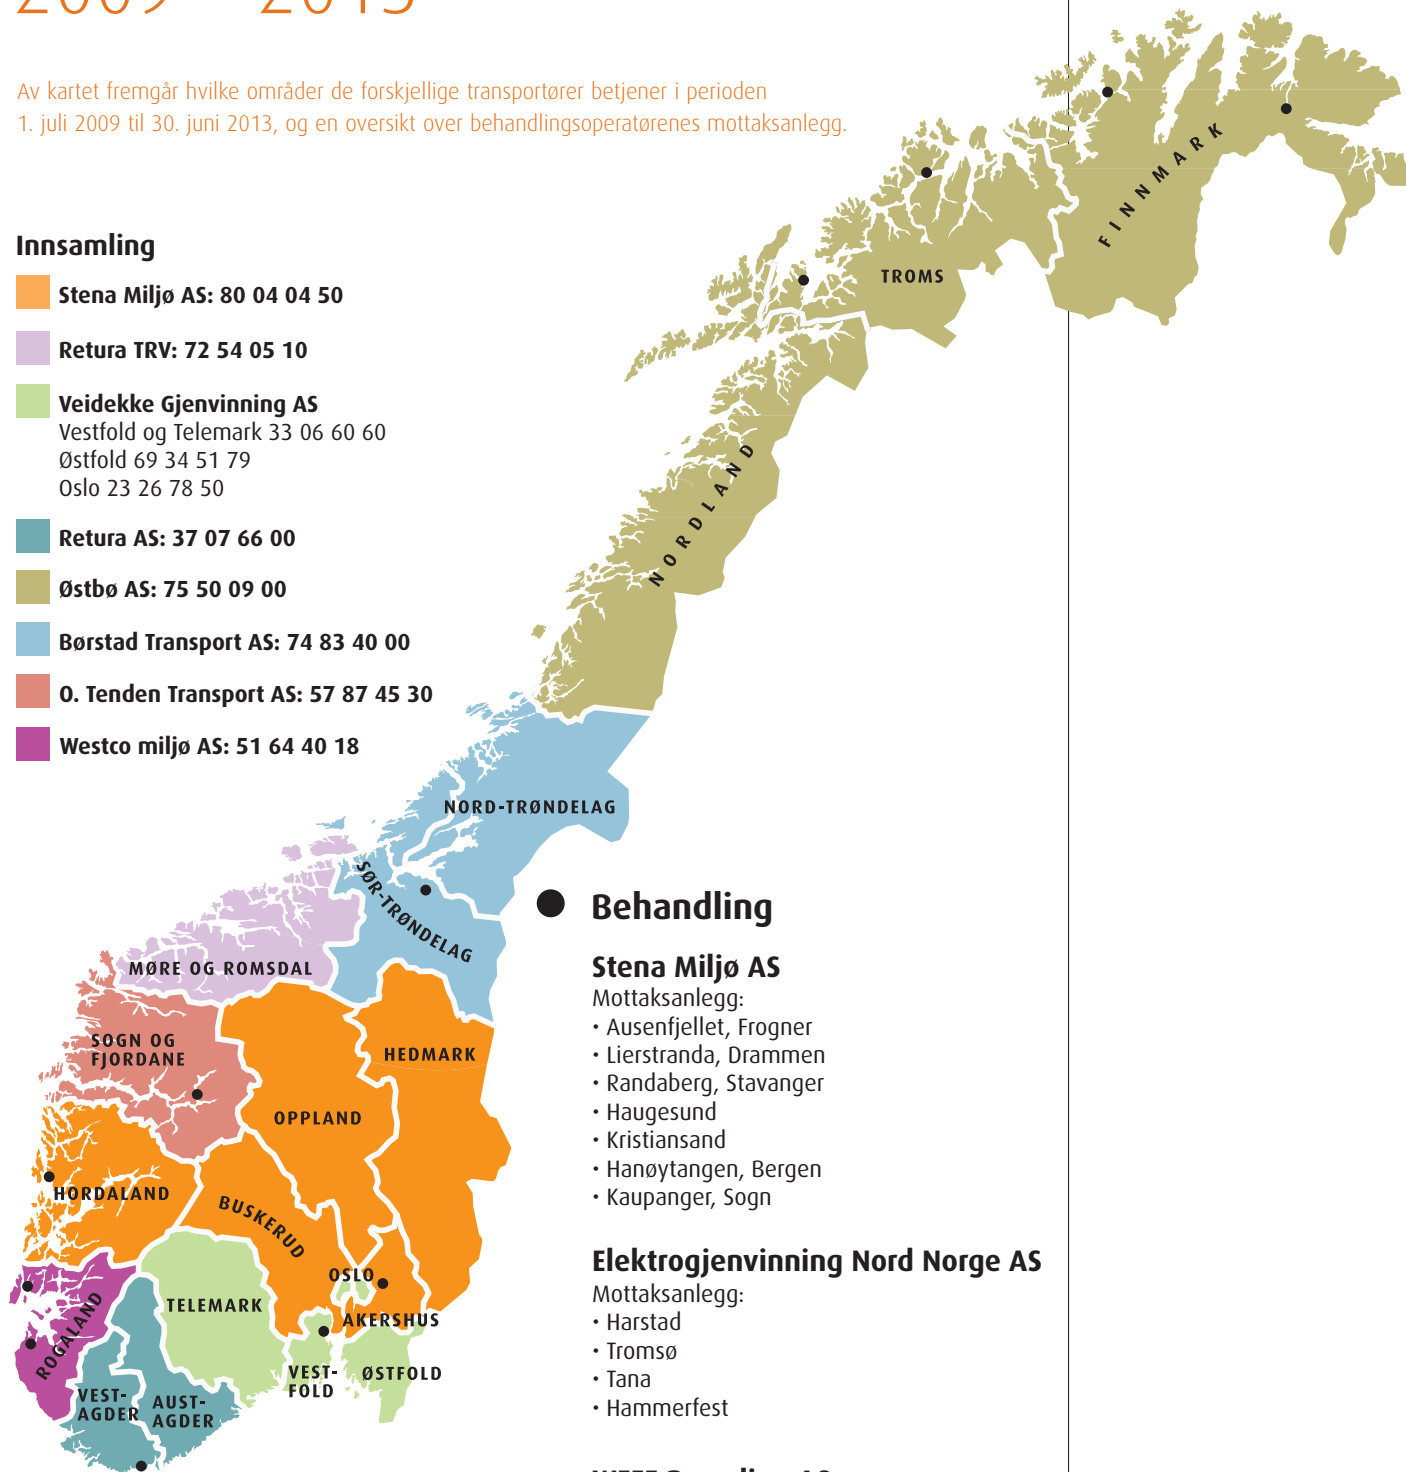 2009 – 2013
Av kartet fremgår hvilke områder de forskjellige transportører betjener i perioden
1. juli 2009 til 30. juni 2013, og en oversikt over behandlingsoperatørenes mottaksanlegg.
Innsamling
Stena Miljø AS: 80 04 04 50
Retura TRV: 72 54 05 10
Veidekke Gjenvinning AS
Vestfold og Telemark 33 06 60 60
Østfold 69 34 51 79
Oslo 23 26 78 50
Retura AS: 37 07 66 00
Østbø AS: 75 50 09 00
Børstad Transport AS: 74 83 40 00
O. Tenden Transport AS: 57 87 45 30
Westco miljø AS: 51 64 40 18
FINNMARK
TROMS
NORDLAND
NORD-TRØNDELAG
SØR-TRØNDELAG
MØRE OG ROMSDAL
SOGN OG
FJORDANE
HEDMARK
OPPLAND
HORDALAND
BUSKERUD
OSLO
AKERSHUS
TELEMARK
ROGALAND
VEST-
FOLD
ØSTFOLD
VEST-
AGDER
AUST-
AGDER
Behandling
Stena Miljø AS
Mottaksanlegg:
• Ausenfjellet, Frogner
• Lierstranda, Drammen
• Randaberg, Stavanger
• Haugesund
• Kristiansand
• Hanøytangen, Bergen
• Kaupanger, Sogn
Elektrogjenvinning Nord Norge AS
Mottaksanlegg:
• Harstad
• Tromsø
• Tana
• Hammerfest